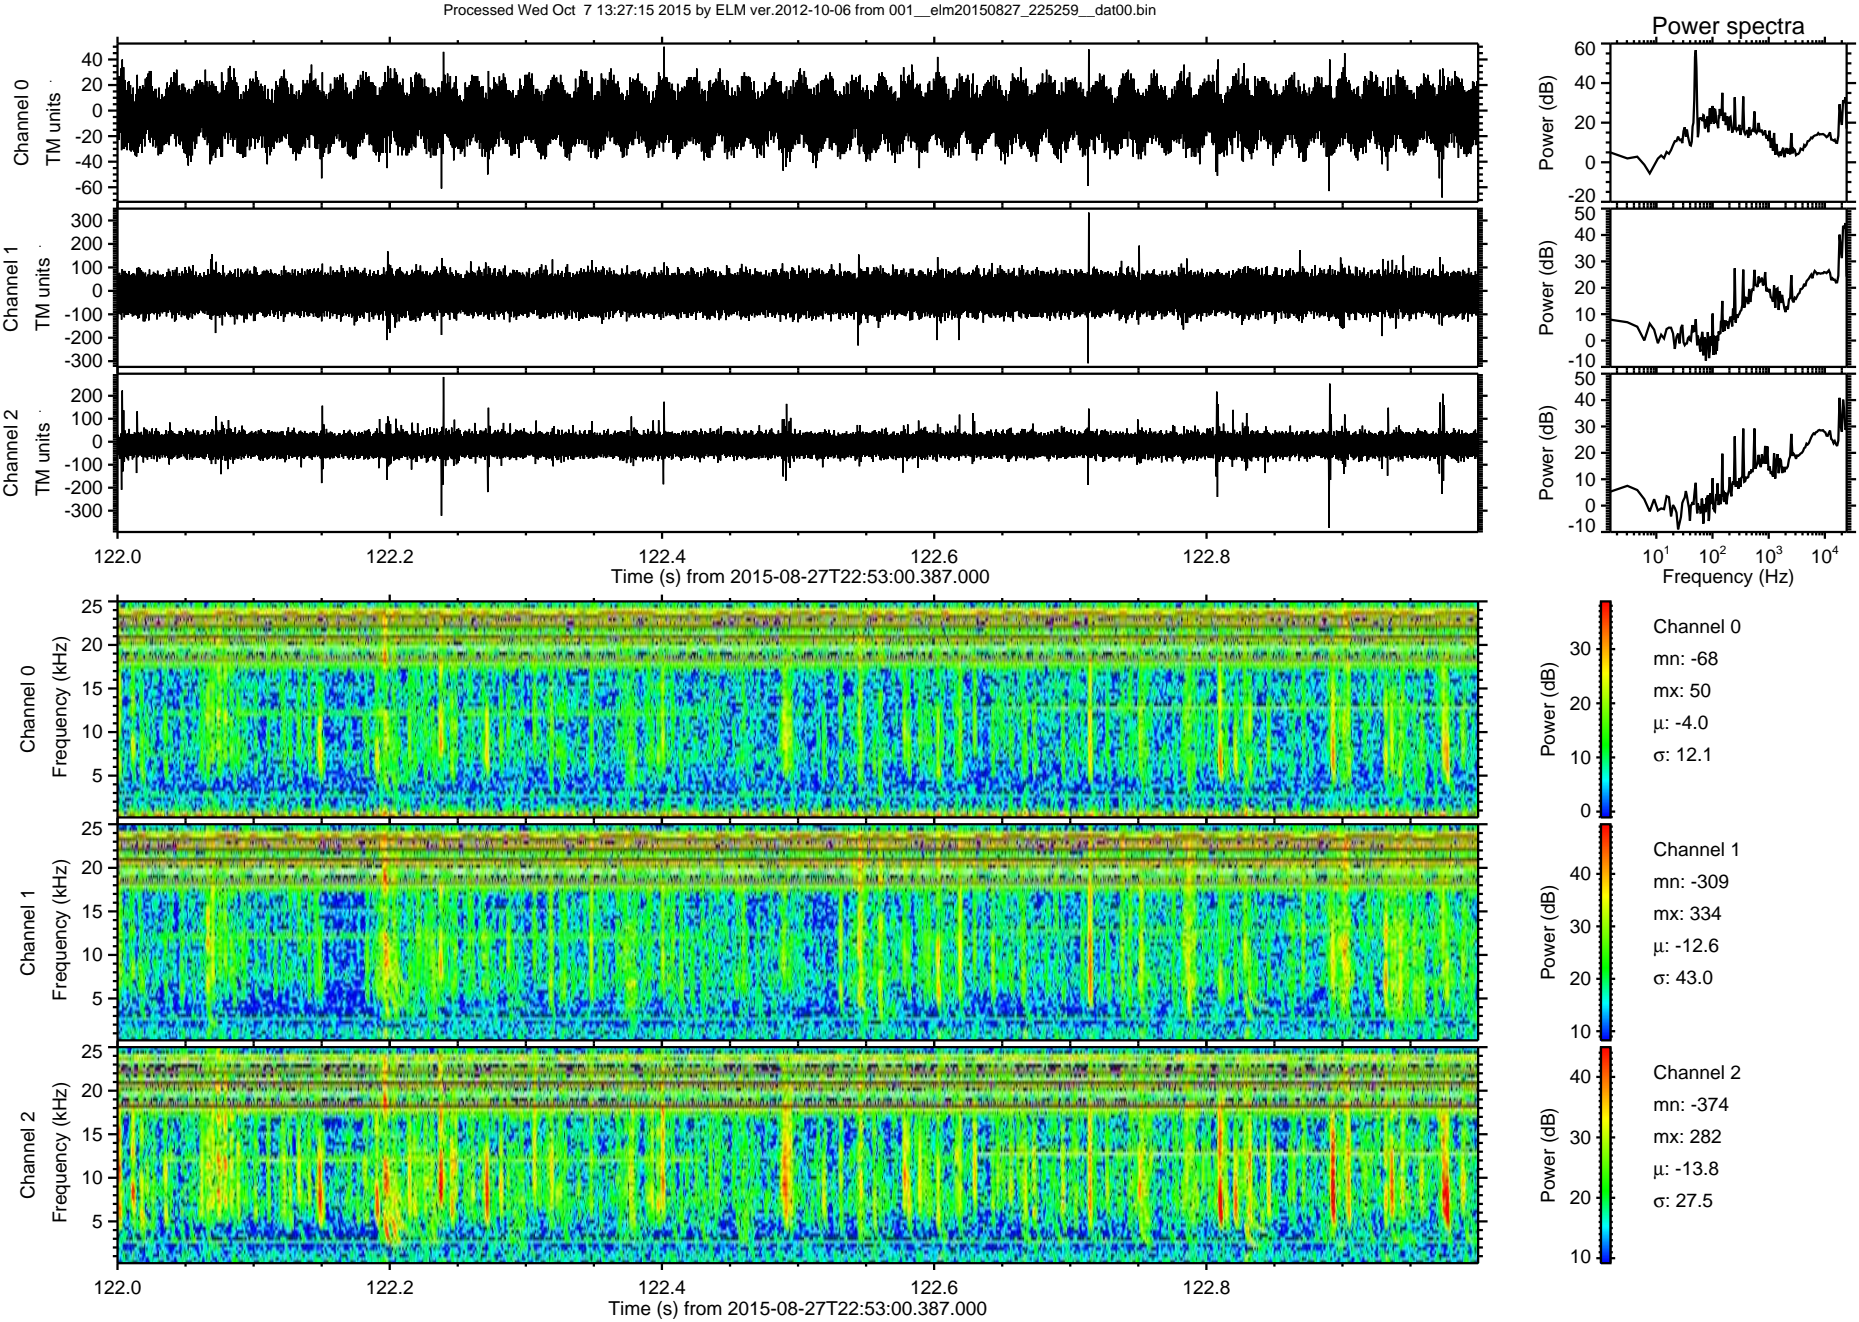 Processed Wed Oct 7 13:27:15 2015 by ELM ver.2012-10-06 from 001__elm20150827_225259__dat00.bin
Power spectra
Channel 0
TM units
40
20
0
-20
-40
-60
Power (dB)
60
40
20
0
-20
Channel 1
TM units
300
200
100
0
-100
-200
-300
Power (dB)
50
40
30
20
10
0
-10
Channel 2
TM units
200
100
0
-100
-200
-300
Power (dB)
50
40
30
20
10
0
-10
122.0 122.2 122.4 122.6 122.8
Time (s) from 2015-08-27T22:53:00.387.000
10^1 10^2 10^3 10^4
Frequency (Hz)
Channel 0
Frequency (kHz)
25
20
15
10
5
Power (dB)
30
20
10
0
Channel 0
mn: -68
mx: 50
μ: -4.0
σ: 12.1
Channel 1
Frequency (kHz)
25
20
15
10
5
Power (dB)
40
30
20
10
Channel 1
mn: -309
mx: 334
μ: -12.6
σ: 43.0
Channel 2
Frequency (kHz)
25
20
15
10
5
Power (dB)
40
30
20
10
Channel 2
mn: -374
mx: 282
μ: -13.8
σ: 27.5
122.0 122.2 122.4 122.6 122.8
Time (s) from 2015-08-27T22:53:00.387.000